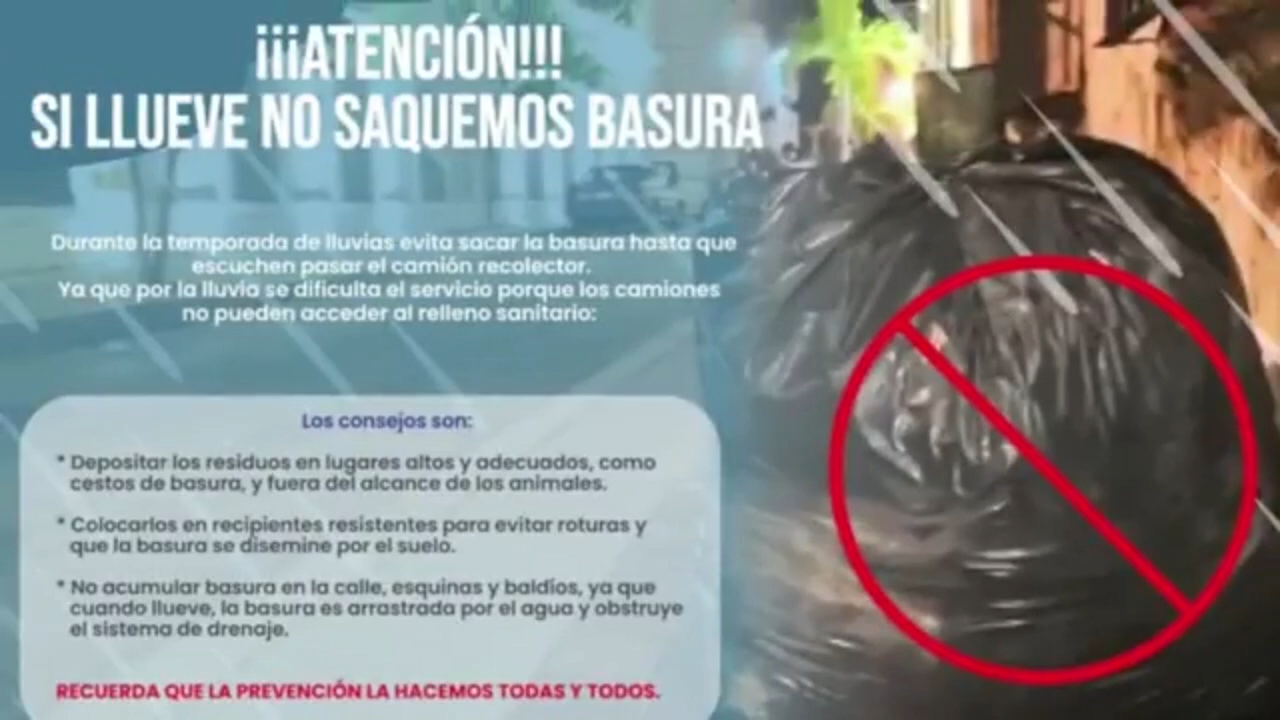 ¡¡¡ATENCIÓN!!!
SI LLUEVE NO SAQUEMOS BASURA
Durante la temporada de lluvias evita sacar la basura hasta que
escuchen pasar el camión recolector.
Ya que por la lluvia se dificulta el servicio porque los camiones
no pueden acceder al relleno sanitario:
Los consejos son:
* Depositar los residuos en lugares altos y adecuados, como
cestos de basura, y fuera del alcance de los animales.
* Colocarlos en recipientes resistentes para evitar roturas y
que la basura se disemine por el suelo.
* No acumular basura en la calle, esquinas y baldíos, ya que
cuando llueve, la basura es arrastrada por el agua y obstruye
el sistema de drenaje.
RECUERDA QUE LA PREVENCIÓN LA HACEMOS TODAS Y TODOS.